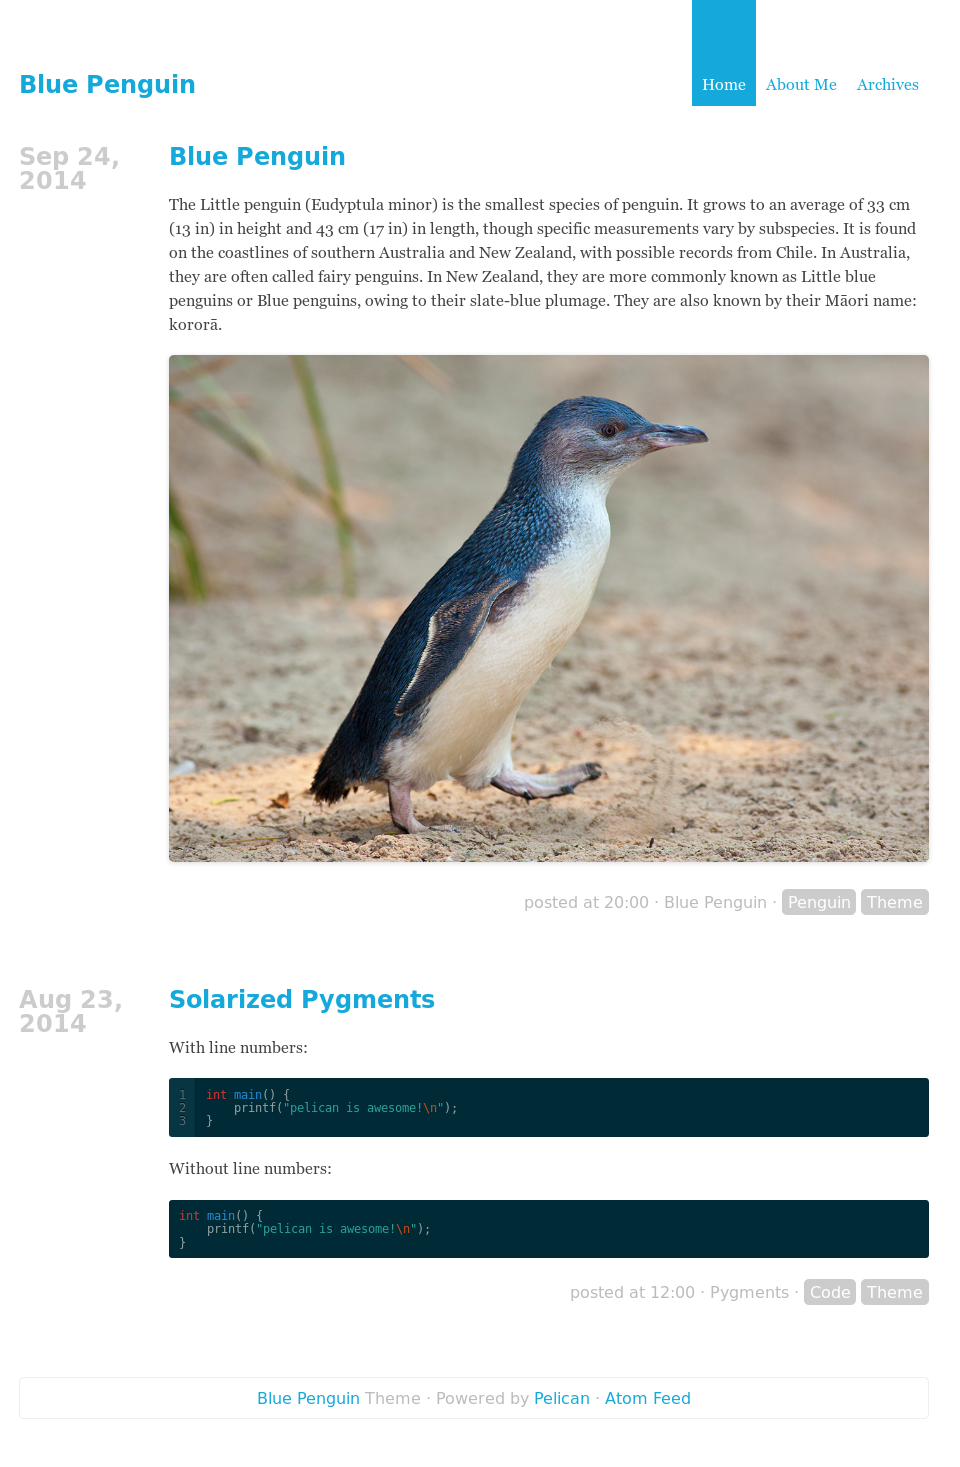 Blue Penguin
Home About Me Archives
Sep 24,
2014
Blue Penguin
The Little penguin (Eudyptula minor) is the smallest species of penguin. It grows to an average of 33 cm
(13 in) in height and 43 cm (17 in) in length, though specific measurements vary by subspecies. It is found
on the coastlines of southern Australia and New Zealand, with possible records from Chile. In Australia,
they are often called fairy penguins. In New Zealand, they are more commonly known as Little blue
penguins or Blue penguins, owing to their slate-blue plumage. They are also known by their Māori name:
kororā.
posted at 20:00 · Blue Penguin · Penguin Theme
Aug 23,
2014
Solarized Pygments
With line numbers:
1 int main() {
2     printf("pelican is awesome!\n");
3 }
Without line numbers:
int main() {
    printf("pelican is awesome!\n");
}
posted at 12:00 · Pygments · Code Theme
Blue Penguin Theme · Powered by Pelican · Atom Feed